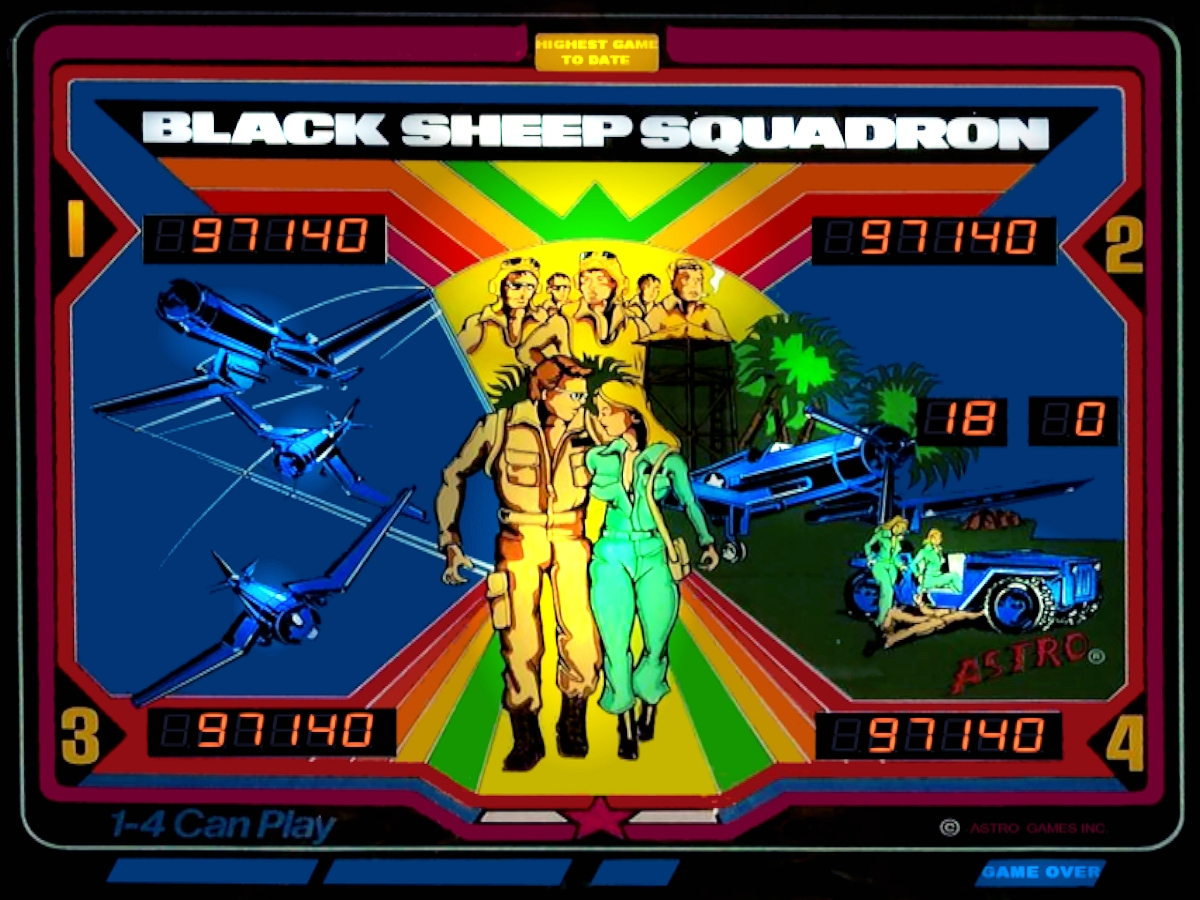 HIGHEST GAME
TO DATE
BLACK SHEEP SQUADRON
1
97140
97140
2
18
0
ASTRO ®
3
97140
97140
4
1-4 Can Play
© ASTRO GAMES INC.
GAME OVER